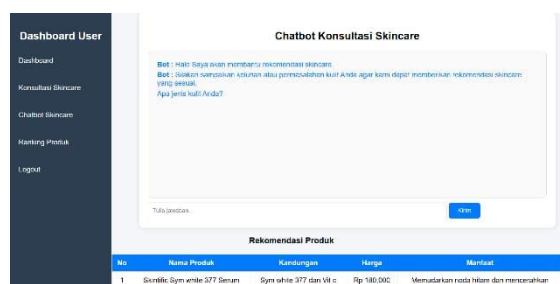 Dashboard User
Dashboard
Konsultasi Skincare
Chatbot Skincare
Ranking Produk
Logout
Chatbot Konsultasi Skincare
Bot : Halo Saya akan membantu rekomendasi skincare.
Bot : Silakan sampaikan keluhan atau permasalahan kulit Anda agar kami dapat memberikan rekomendasi skincare
yang sesuai.
Apa jenis kulit Anda?
Tulis jawaban...
Kirim
Rekomendasi Produk
No Nama Produk Kandungan Harga Manfaat
1 Skintific Sym white 377 Serum Sym white 377 dan Vit c Rp 180,000 Memudarkan noda hitam dan mencerahkan